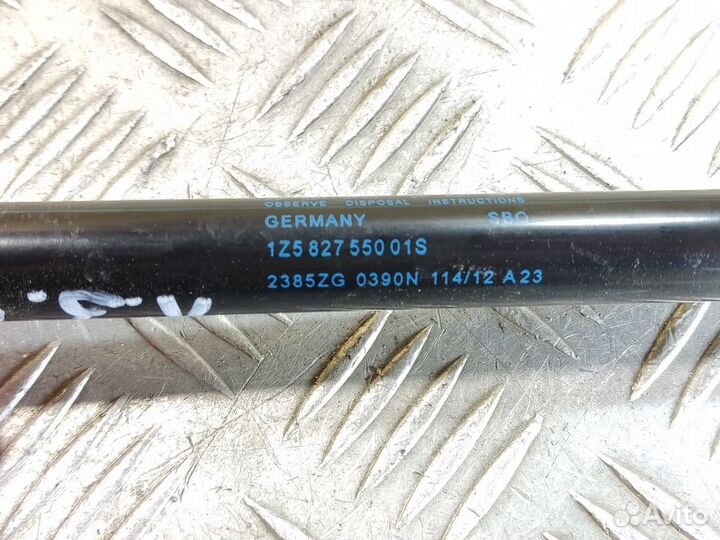 OBSERVE DISPOSAL INSTRUCTIONS
GERMANY SBO
1Z5 827 550 01S
2385ZG 0390N 114/12 A23
Avito